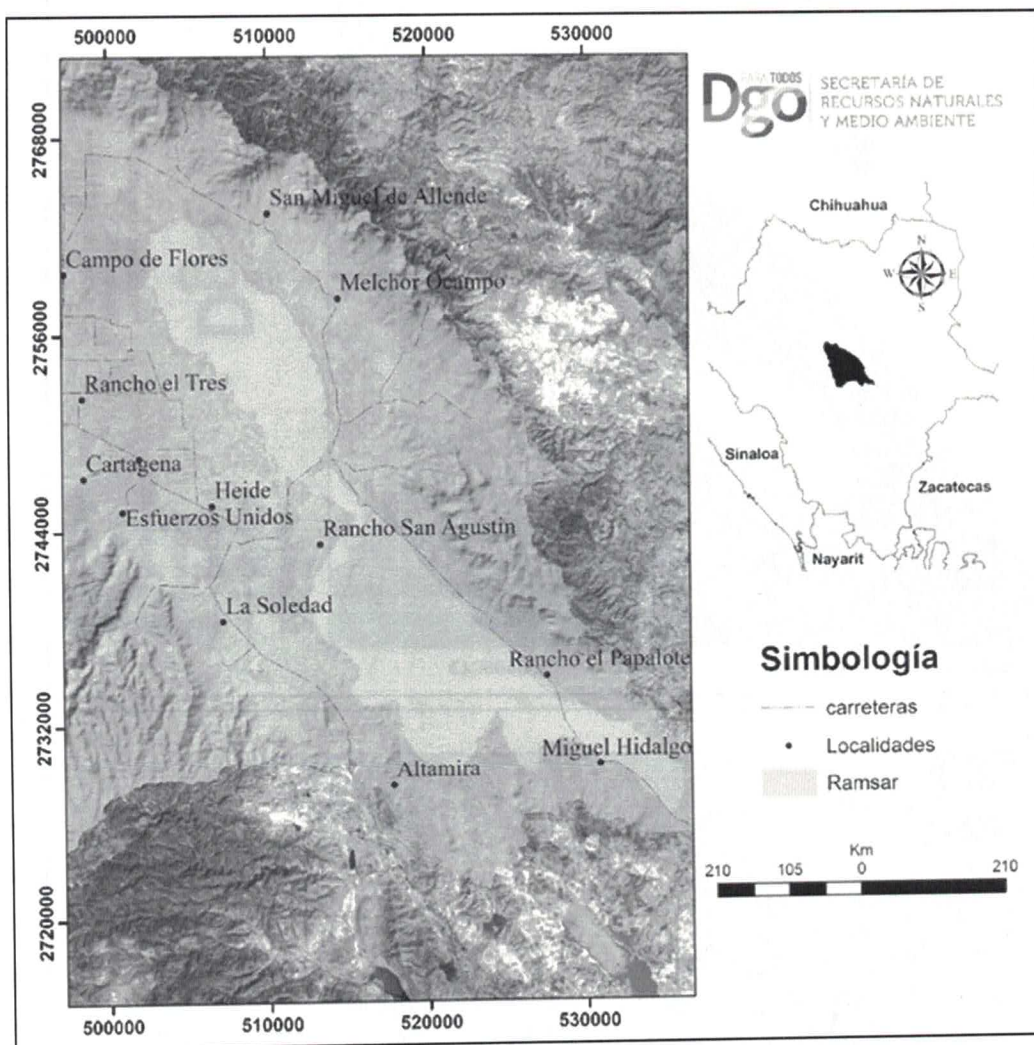 500000 510000 520000 530000
2768000
2756000
2744000
2732000
2720000
San Miguel de Allende
Campo de Flores
Melchor Ocampo
Rancho el Tres
Cartagena
Heide
Esfuerzos Unidos
Rancho San Agustín
La Soledad
Rancho el Papalote
Miguel Hidalgo
Altamira
500000 510000 520000 530000
PARA TODOS
Dgo
SECRETARÍA DE
RECURSOS NATURALES
Y MEDIO AMBIENTE
Chihuahua
N
W E
S
Sinaloa
Zacatecas
Nayarit
Simbología
carreteras
Localidades
Ramsar
Km
210 105 0 210